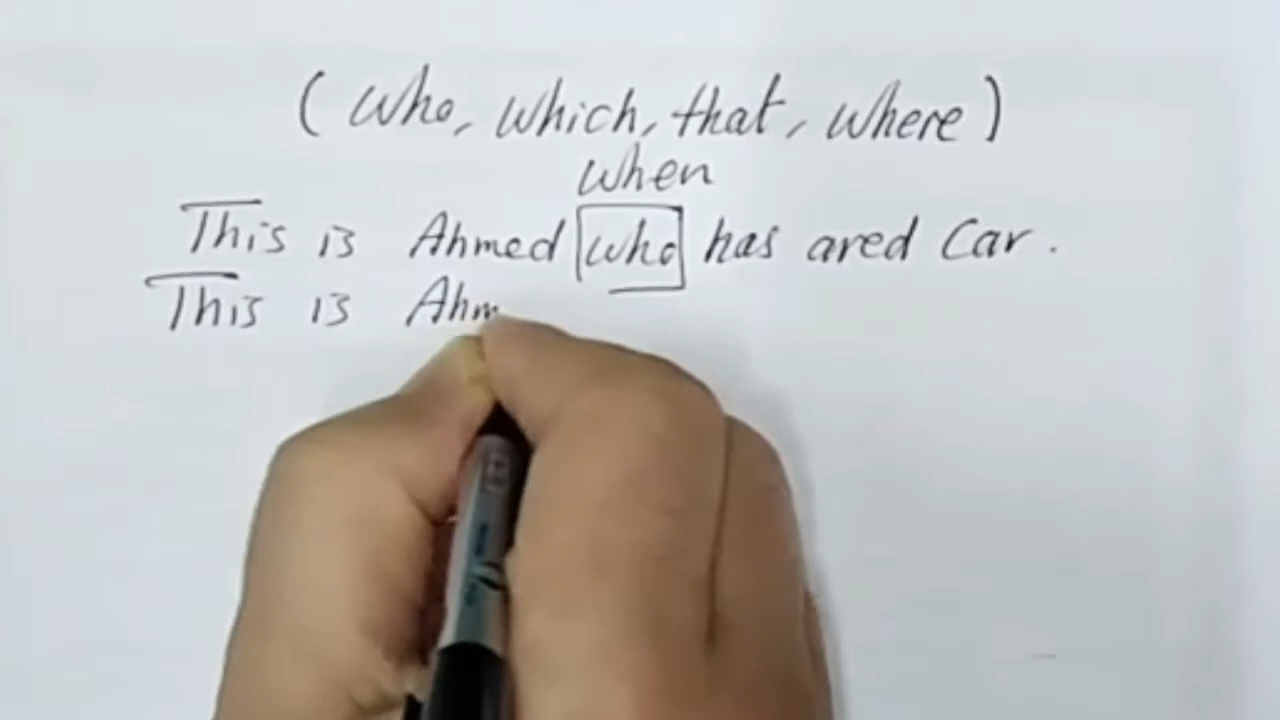 (who, which, that, where)
when
This is Ahmed who has ared Car.
This is Ahm